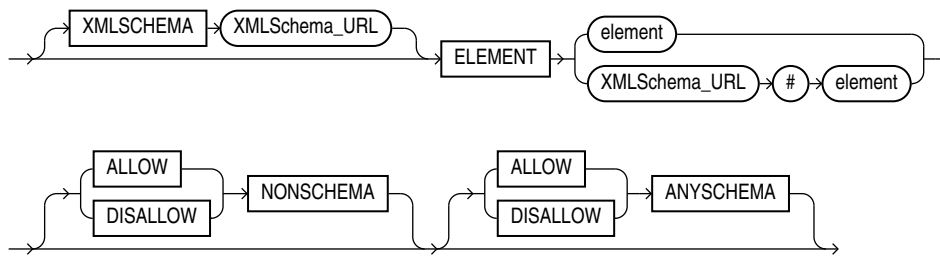 XMLSCHEMA XMLSchema_URL
ELEMENT
element
XMLSchema_URL # element
ALLOW
DISALLOW
NONSCHEMA
ALLOW
DISALLOW
ANYSCHEMA